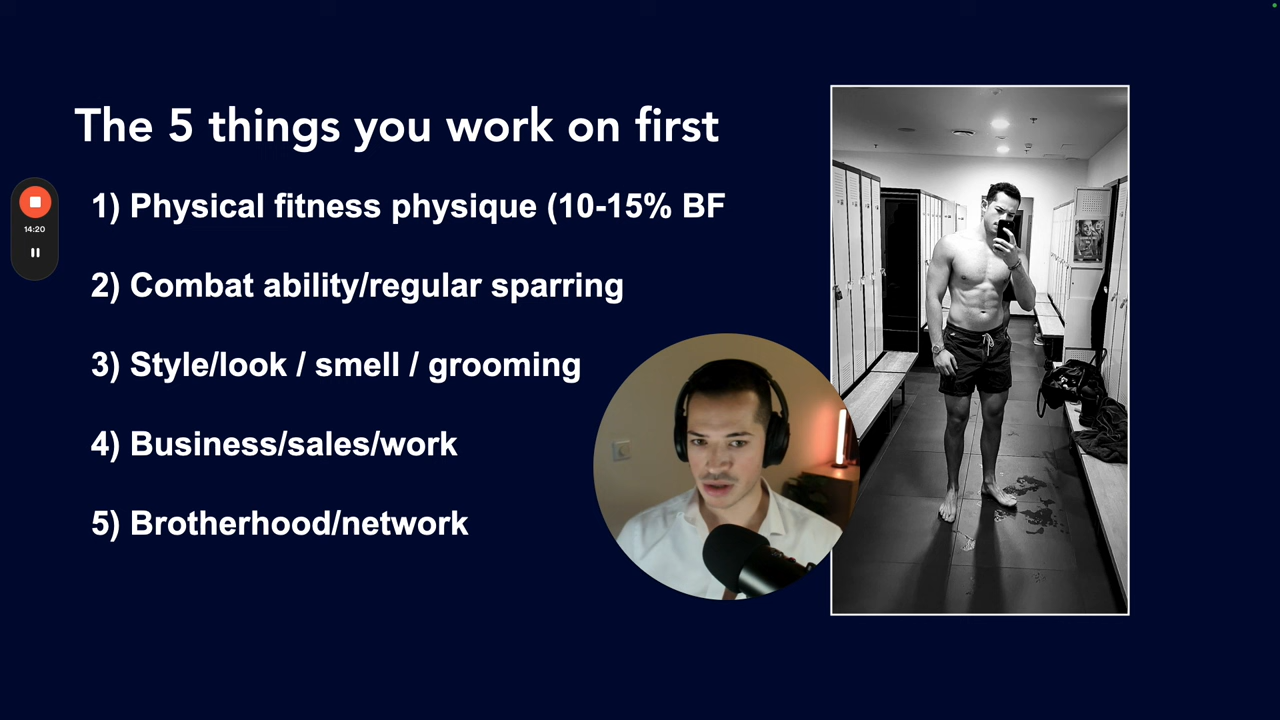 The 5 things you work on first
1) Physical fitness physique (10-15% BF
2) Combat ability/regular sparring
3) Style/look / smell / grooming
4) Business/sales/work
5) Brotherhood/network
14:20